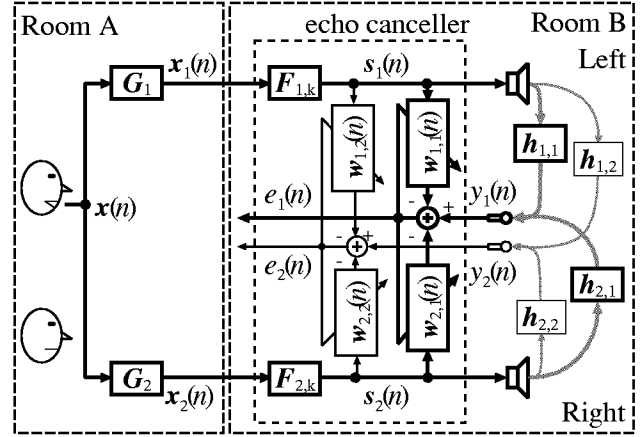 Room A
echo canceller
Room B
Left
x₁(n)
s₁(n)
G₁
F₁,ₖ
w₁,₂(n)
w₁,₁(n)
h₁,₁
h₁,₂
x(n)
e₁(n)
y₁(n)
- - +
+
- - +
e₂(n)
y₂(n)
w₂,₂(n)
w₂,₁(n)
h₂,₂
h₂,₁
G₂
F₂,ₖ
x₂(n)
s₂(n)
Right